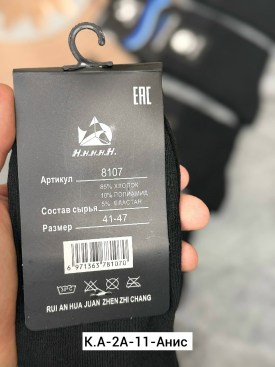 EAC
Н.н.н.Н.
Артикул 8107
85% ХЛОПОК
10% ПОЛИАМИД
5% ЭЛАСТАН
Состав сырья
Размер 41-47
6 971363 781070
RUI AN HUA JUAN ZHEN ZHI CHANG
К.А-2А-11-Анис